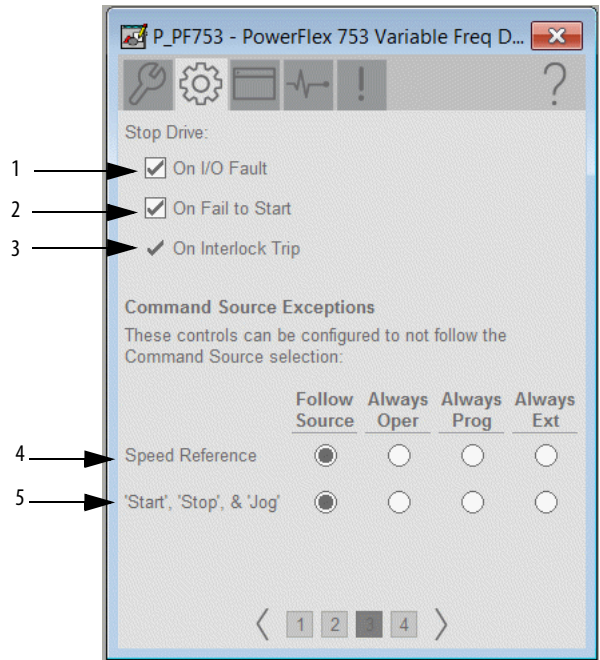 P_PF753 - PowerFlex 753 Variable Freq D...
?
Stop Drive:
1 On I/O Fault
2 On Fail to Start
3 On Interlock Trip
Command Source Exceptions
These controls can be configured to not follow the
Command Source selection:
Follow Source Always Oper Always Prog Always Ext
4 Speed Reference
5 'Start', 'Stop', & 'Jog'
1 2 3 4